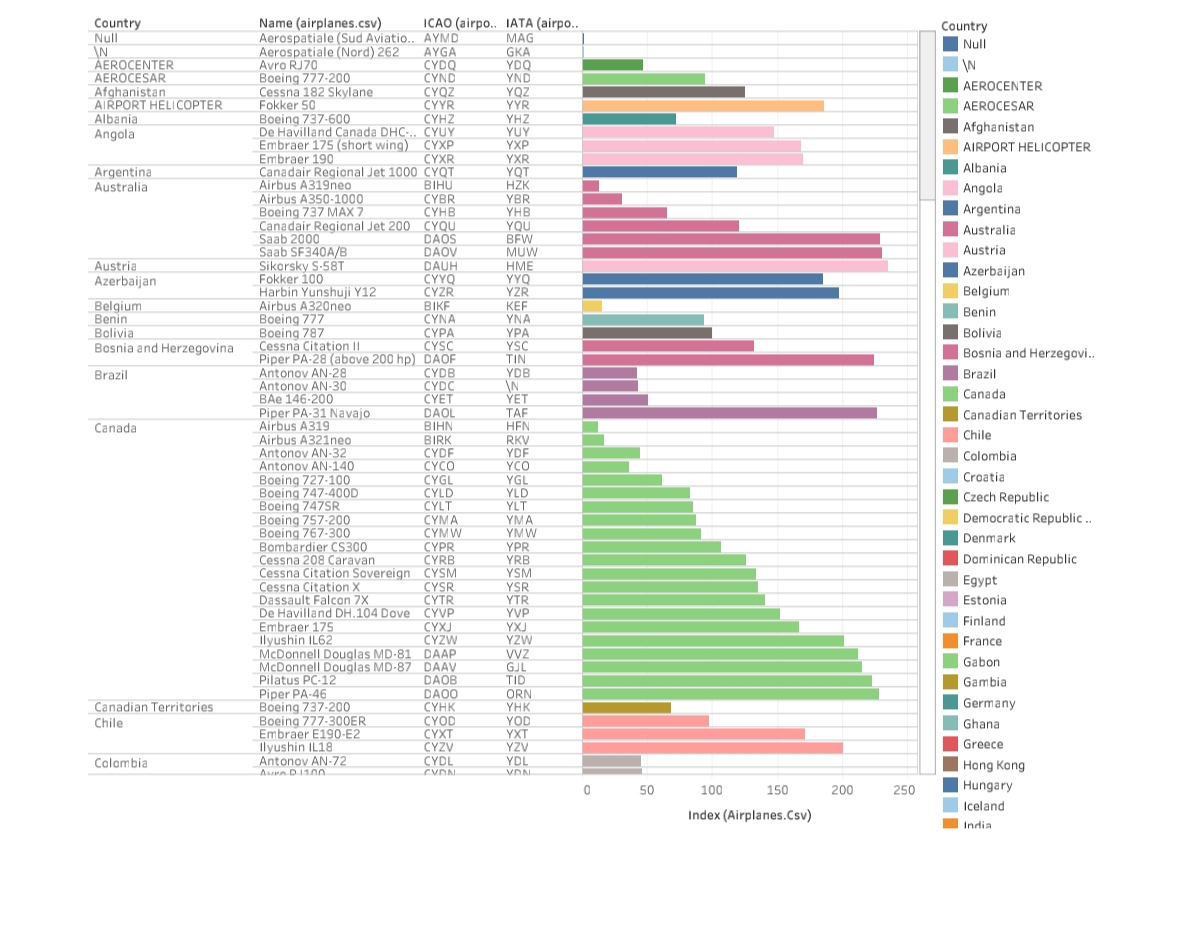 Country Name (airplanes.csv) ICAO (airpo.. IATA (airpo..
Null Aerospatiale (Sud Aviatio.. AYMD MAG
\N Aerospatiale (Nord) 262 AYGA GKA
AEROCENTER Avro RJ70 CYDQ YDQ
AEROCESAR Boeing 777-200 CYND YND
Afghanistan Cessna 182 Skylane CYQZ YQZ
AIRPORT HELICOPTER Fokker 50 CYYR YYR
Albania Boeing 737-600 CYHZ YHZ
Angola De Havilland Canada DHC-.. CYUY YUY
Embraer 175 (short wing) CYXP YXP
Embraer 190 CYXR YXR
Argentina Canadair Regional Jet 1000 CYQT YQT
Australia Airbus A319neo BIHU HZK
Airbus A350-1000 CYBR YBR
Boeing 737 MAX 7 CYHB YHB
Canadair Regional Jet 200 CYQU YQU
Saab 2000 DAOS BFW
Saab SF340A/B DAOV MUW
Austria Sikorsky S-58T DAUH HME
Azerbaijan Fokker 100 CYYQ YYQ
Harbin Yunshuji Y12 CYZR YZR
Belgium Airbus A320neo BIKF KEF
Benin Boeing 777 CYNA YNA
Bolivia Boeing 787 CYPA YPA
Bosnia and Herzegovina Cessna Citation II CYSC YSC
Piper PA-28 (above 200 hp) DAOF TIN
Brazil Antonov AN-28 CYDB YDB
Antonov AN-30 CYDC \N
BAe 146-200 CYET YET
Piper PA-31 Navajo DAOL TAF
Canada Airbus A319 BIHN HFN
Airbus A321neo BIRK RKV
Antonov AN-32 CYDF YDF
Antonov AN-140 CYCO YCO
Boeing 727-100 CYGL YGL
Boeing 747-400D CYLD YLD
Boeing 747SR CYLT YLT
Boeing 757-200 CYMA YMA
Boeing 767-300 CYMW YMW
Bombardier CS300 CYPR YPR
Cessna 208 Caravan CYRB YRB
Cessna Citation Sovereign CYSM YSM
Cessna Citation X CYSR YSR
Dassault Falcon 7X CYTR YTR
De Havilland DH.104 Dove CYVP YVP
Embraer 175 CYXJ YXJ
Ilyushin IL62 CYZW YZW
McDonnell Douglas MD-81 DAAP VVZ
McDonnell Douglas MD-87 DAAV GJL
Pilatus PC-12 DAOB TID
Piper PA-46 DAOO ORN
Canadian Territories Boeing 737-200 CYHK YHK
Chile Boeing 777-300ER CYOD YOD
Embraer E190-E2 CYXT YXT
Ilyushin IL18 CYZV YZV
Colombia Antonov AN-72 CYDL YDL
Avro RJ100 CYDN YDN
0 50 100 150 200 250
Index (Airplanes.Csv)
Country
Null
\N
AEROCENTER
AEROCESAR
Afghanistan
AIRPORT HELICOPTER
Albania
Angola
Argentina
Australia
Austria
Azerbaijan
Belgium
Benin
Bolivia
Bosnia and Herzegovi..
Brazil
Canada
Canadian Territories
Chile
Colombia
Croatia
Czech Republic
Democratic Republic ..
Denmark
Dominican Republic
Egypt
Estonia
Finland
France
Gabon
Gambia
Germany
Ghana
Greece
Hong Kong
Hungary
Iceland
India